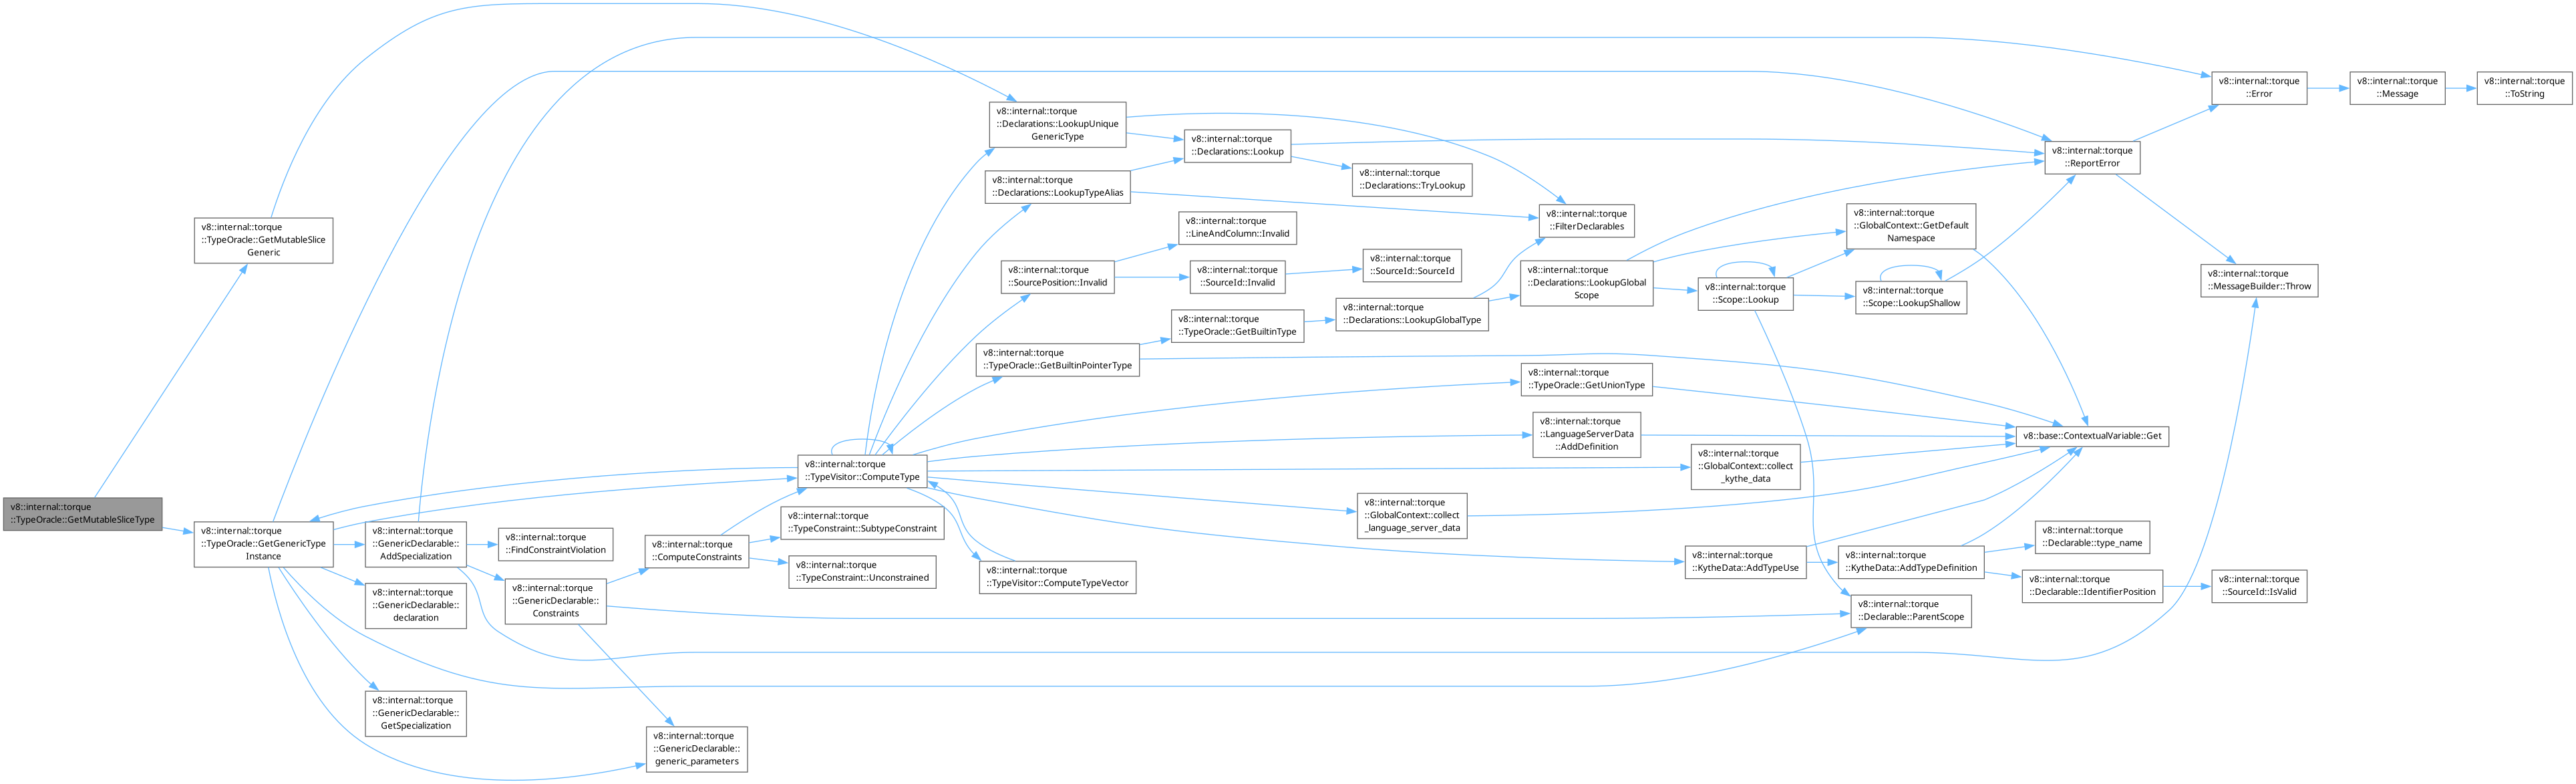 v8::internal::torque
::TypeOracle::GetMutableSliceType
v8::internal::torque
::TypeOracle::GetMutableSlice
Generic
v8::internal::torque
::TypeOracle::GetGenericType
Instance
v8::internal::torque
::GenericDeclarable::
AddSpecialization
v8::internal::torque
::GenericDeclarable::
declaration
v8::internal::torque
::GenericDeclarable::
GetSpecialization
v8::internal::torque
::FindConstraintViolation
v8::internal::torque
::GenericDeclarable::
Constraints
v8::internal::torque
::ComputeConstraints
v8::internal::torque
::GenericDeclarable::
generic_parameters
v8::internal::torque
::TypeVisitor::ComputeType
v8::internal::torque
::TypeConstraint::SubtypeConstraint
v8::internal::torque
::TypeConstraint::Unconstrained
v8::internal::torque
::Declarations::LookupUnique
GenericType
v8::internal::torque
::Declarations::LookupTypeAlias
v8::internal::torque
::SourcePosition::Invalid
v8::internal::torque
::TypeOracle::GetBuiltinPointerType
v8::internal::torque
::TypeVisitor::ComputeTypeVector
v8::internal::torque
::Declarations::Lookup
v8::internal::torque
::LineAndColumn::Invalid
v8::internal::torque
::SourceId::Invalid
v8::internal::torque
::TypeOracle::GetBuiltinType
v8::internal::torque
::Declarations::TryLookup
v8::internal::torque
::SourceId::SourceId
v8::internal::torque
::Declarations::LookupGlobalType
v8::internal::torque
::GlobalContext::collect
_language_server_data
v8::internal::torque
::FilterDeclarables
v8::internal::torque
::Declarations::LookupGlobal
Scope
v8::internal::torque
::TypeOracle::GetUnionType
v8::internal::torque
::LanguageServerData
::AddDefinition
v8::internal::torque
::Scope::Lookup
v8::internal::torque
::GlobalContext::collect
_kythe_data
v8::internal::torque
::KytheData::AddTypeUse
v8::internal::torque
::GlobalContext::GetDefault
Namespace
v8::internal::torque
::Scope::LookupShallow
v8::internal::torque
::KytheData::AddTypeDefinition
v8::internal::torque
::Declarable::ParentScope
v8::internal::torque
::ReportError
v8::base::ContextualVariable::Get
v8::internal::torque
::Declarable::type_name
v8::internal::torque
::Declarable::IdentifierPosition
v8::internal::torque
::Error
v8::internal::torque
::MessageBuilder::Throw
v8::internal::torque
::SourceId::IsValid
v8::internal::torque
::Message
v8::internal::torque
::ToString